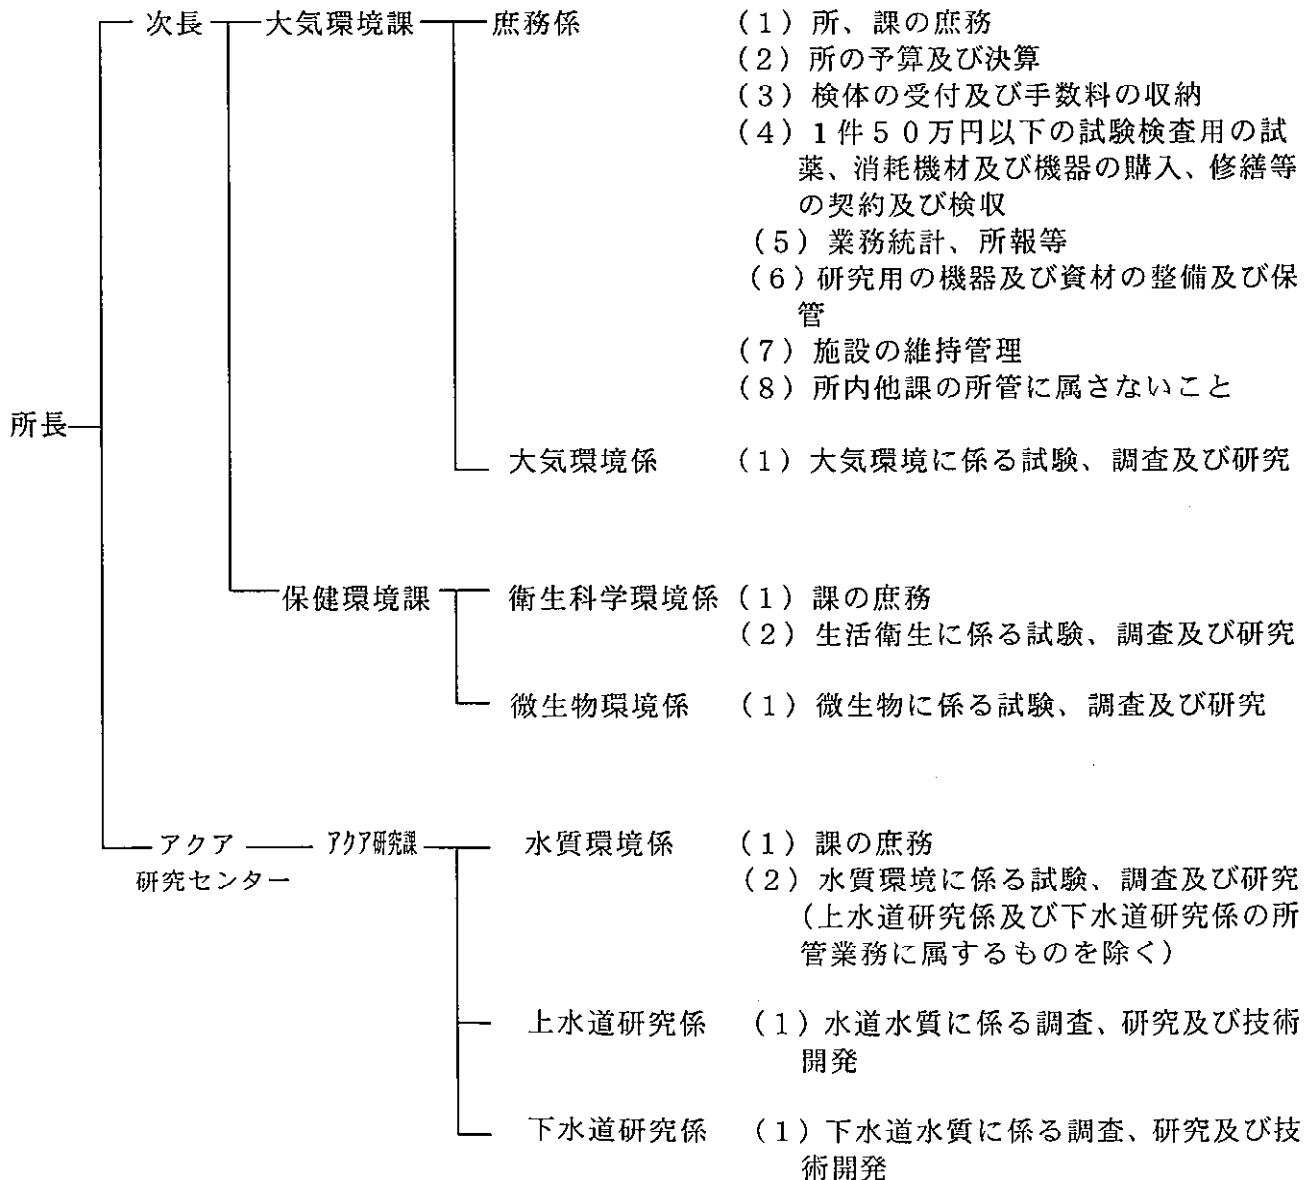 次長 大気環境課 庶務係 (1) 所、課の庶務
(2) 所の予算及び決算
(3) 検体の受付及び手数料の収納
(4) 1件50万円以下の試験検査用の試
薬、消耗機材及び機器の購入、修繕等
の契約及び検収
(5) 業務統計、所報等
(6) 研究用の機器及び資材の整備及び保
管
(7) 施設の維持管理
(8) 所内他課の所管に属さないこと
所長
大気環境係 (1) 大気環境に係る試験、調査及び研究
保健環境課 衛生科学環境係 (1) 課の庶務
(2) 生活衛生に係る試験、調査及び研究
微生物環境係 (1) 微生物に係る試験、調査及び研究
アクア アクア研究課 水質環境係 (1) 課の庶務
研究センター (2) 水質環境に係る試験、調査及び研究
(上水道研究係及び下水道研究係の所
管業務に属するものを除く)
上水道研究係 (1) 水道水質に係る調査、研究及び技術
開発
下水道研究係 (1) 下水道水質に係る調査、研究及び技
術開発